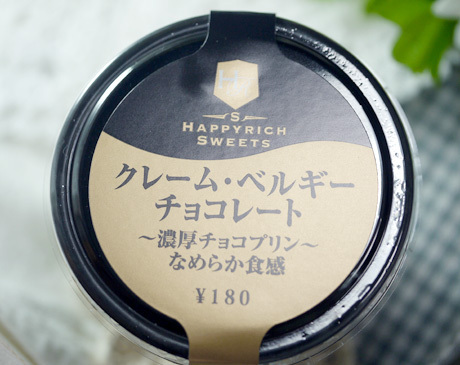 S
HAPPYRICH
SWEETS
クレーム・ベルギー
チョコレート
～濃厚チョコプリン～
なめらか食感
¥180